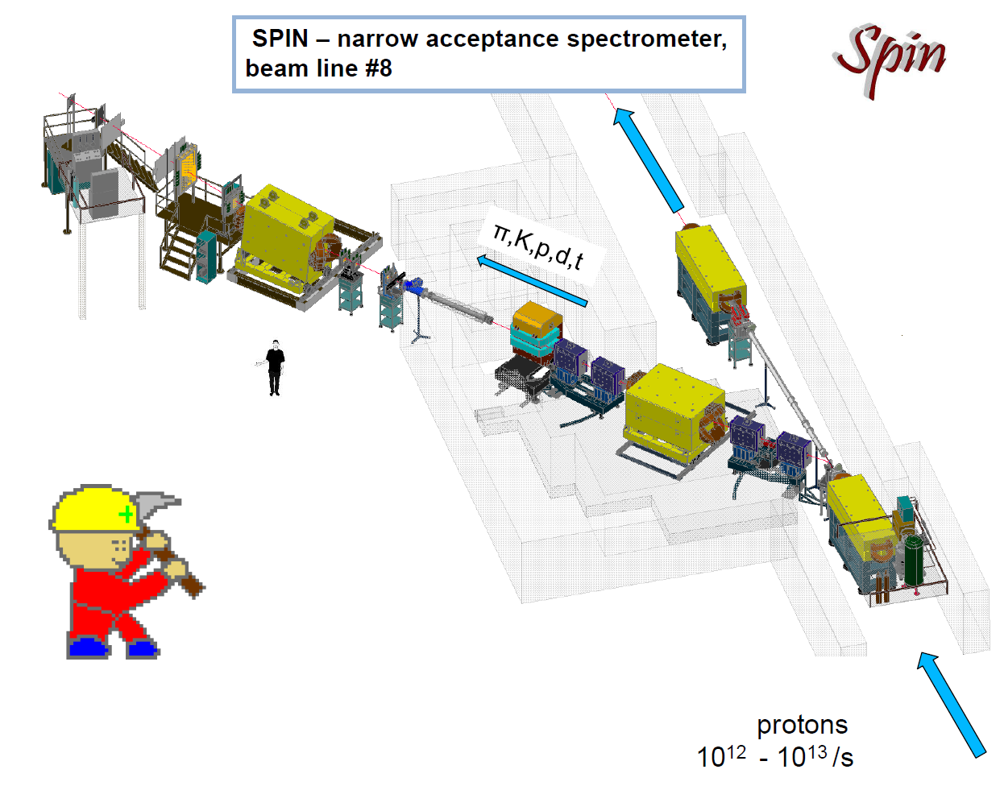 SPIN – narrow acceptance spectrometer,
beam line #8
Spin
π,K,p,d,t
protons
10¹² - 10¹³ /s